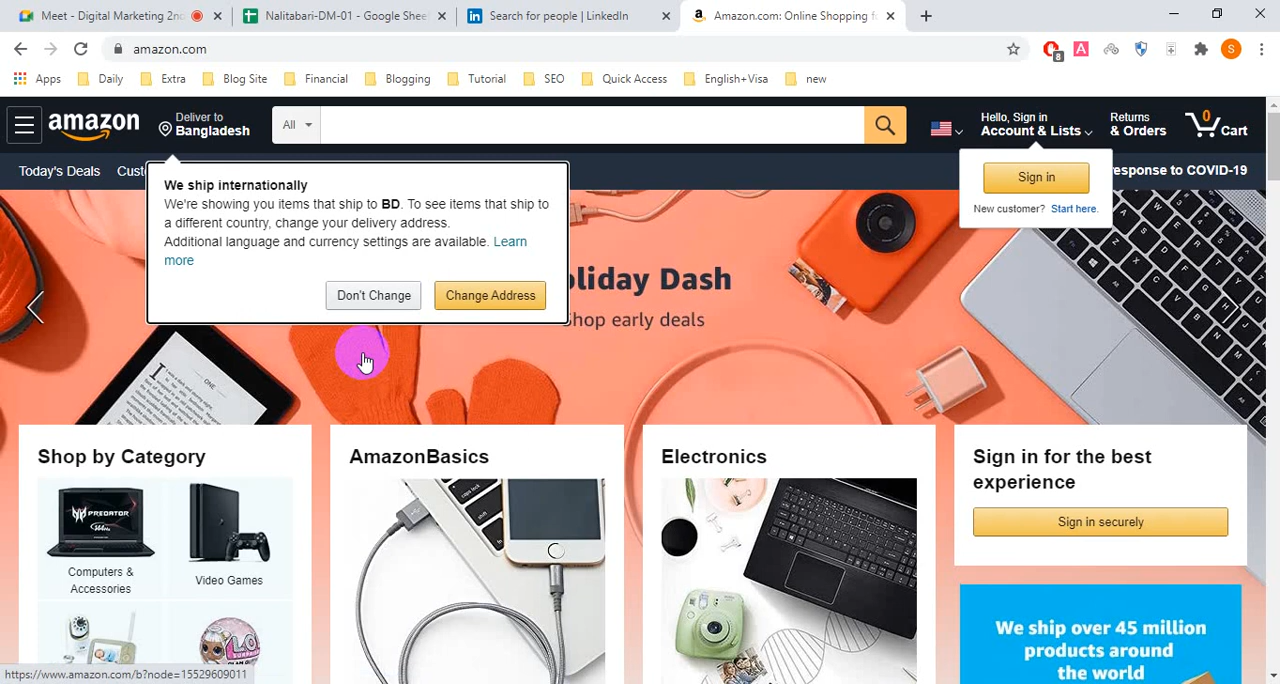 Meet - Digital Marketing 2nd
Nalitabari-DM-01 - Google Shee
Search for people | LinkedIn
Amazon.com: Online Shopping f
amazon.com
8
S
Apps
Daily
Extra
Blog Site
Financial
Blogging
Tutorial
SEO
Quick Access
English+Visa
new
amazon
Deliver to
Bangladesh
All
Hello, Sign in
Account & Lists
Returns
& Orders
0
Cart
Today's Deals
Cust
esponse to COVID-19
We ship internationally
We're showing you items that ship to BD. To see items that ship to
a different country, change your delivery address.
Additional language and currency settings are available. Learn
more
Don't Change
Change Address
Sign in
New customer? Start here.
oliday Dash
Shop early deals
Shop by Category
PREDATOR
Computers &
Accessories
Video Games
AmazonBasics
Electronics
Sign in for the best
experience
Sign in securely
We ship over 45 million
products around
the world
https://www.amazon.com/b?node=15529609011